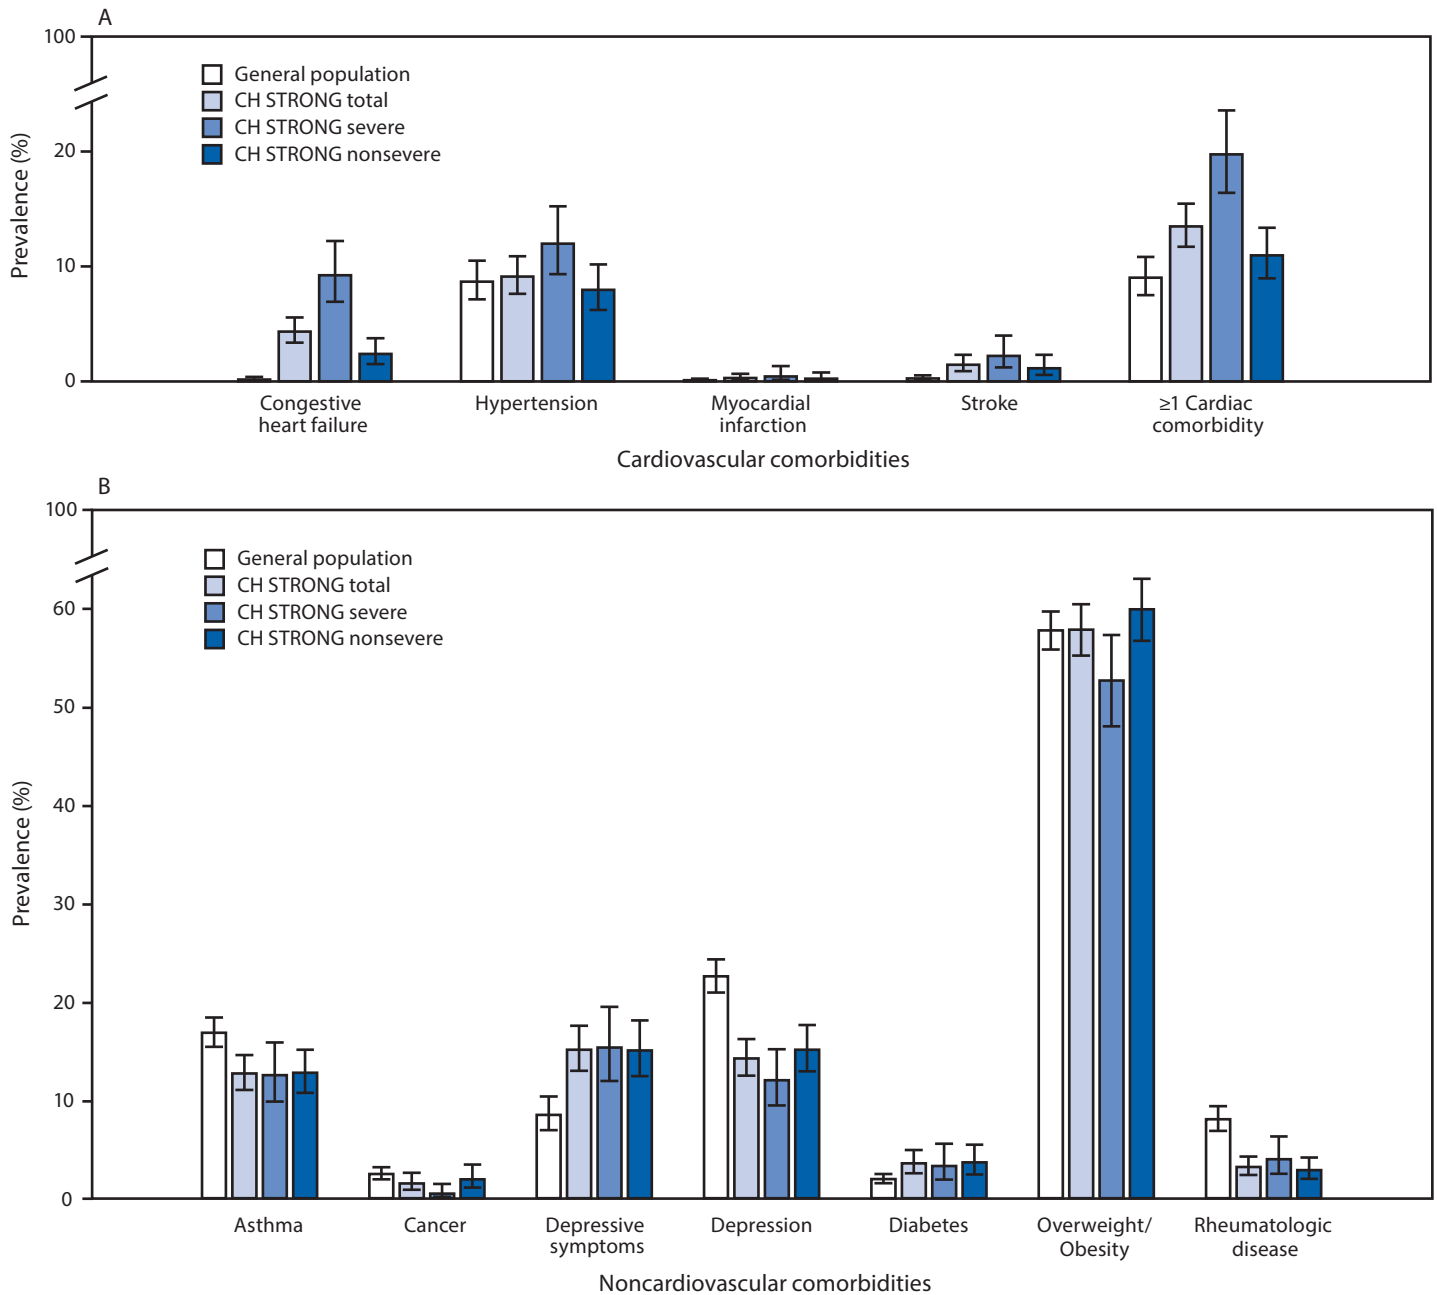 A
100
20
10
0
Prevalence (%)
General population
CH STRONG total
CH STRONG severe
CH STRONG nonsevere
Congestive
heart failure
Hypertension
Myocardial
infarction
Stroke
≥1 Cardiac
comorbidity
Cardiovascular comorbidities
B
100
60
50
40
30
20
10
0
Prevalence (%)
General population
CH STRONG total
CH STRONG severe
CH STRONG nonsevere
Asthma
Cancer
Depressive
symptoms
Depression
Diabetes
Overweight/
Obesity
Rheumatologic
disease
Noncardiovascular comorbidities